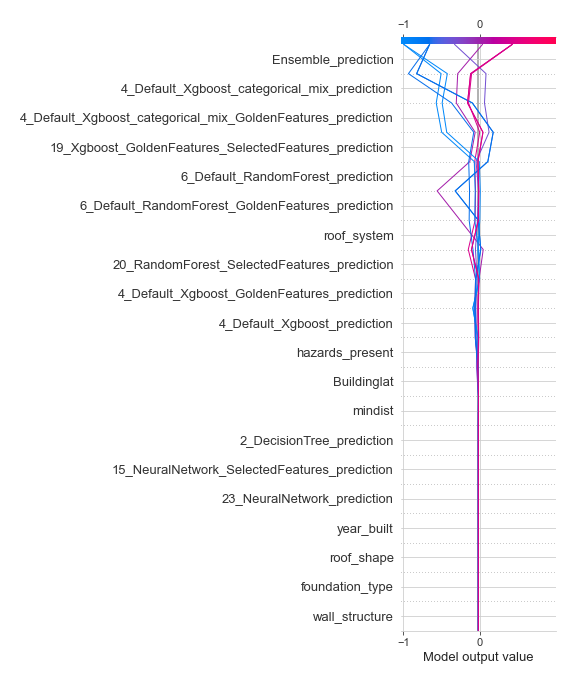 -1 0
Ensemble_prediction
4_Default_Xgboost_categorical_mix_prediction
4_Default_Xgboost_categorical_mix_GoldenFeatures_prediction
19_Xgboost_GoldenFeatures_SelectedFeatures_prediction
6_Default_RandomForest_prediction
6_Default_RandomForest_GoldenFeatures_prediction
roof_system
20_RandomForest_SelectedFeatures_prediction
4_Default_Xgboost_GoldenFeatures_prediction
4_Default_Xgboost_prediction
hazards_present
Buildinglat
mindist
2_DecisionTree_prediction
15_NeuralNetwork_SelectedFeatures_prediction
23_NeuralNetwork_prediction
year_built
roof_shape
foundation_type
wall_structure
-1 0
Model output value